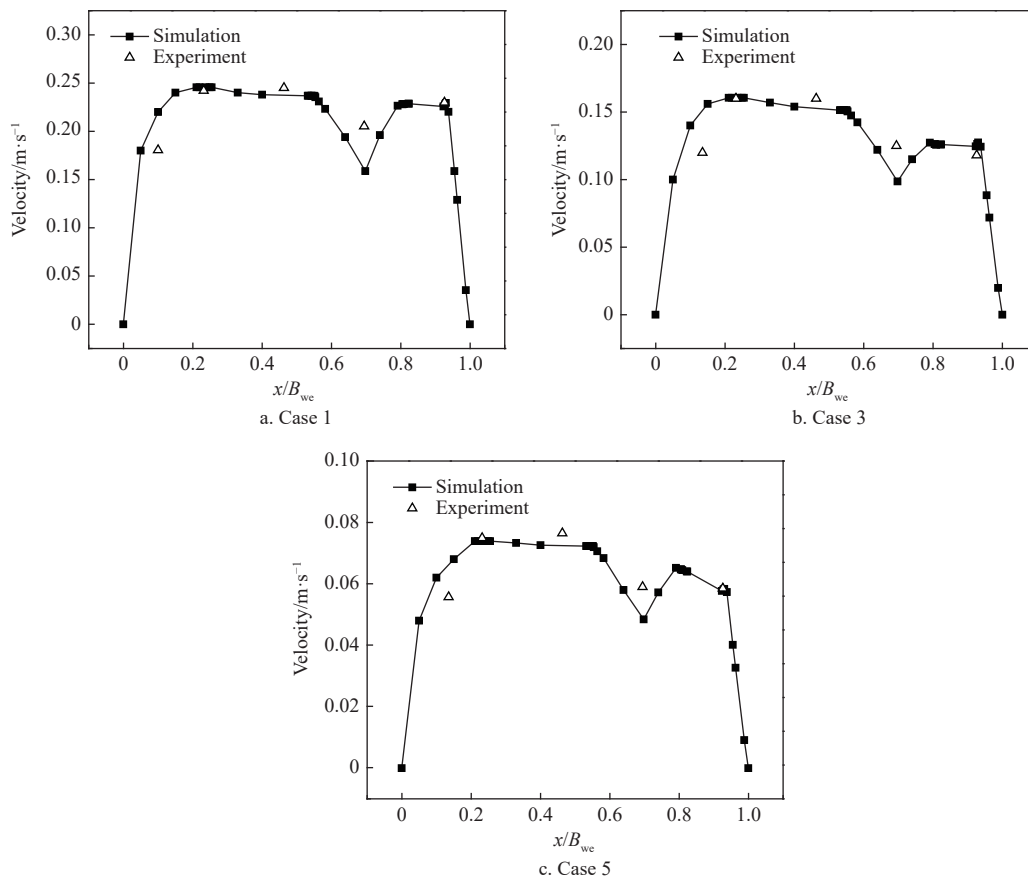 0.30
Simulation
Experiment
0.25
0.20
0.15
0.10
0.05
0
Velocity/m·s⁻¹
0 0.2 0.4 0.6 0.8 1.0
x/B_we
a. Case 1
0.20
Simulation
Experiment
0.15
0.10
0.05
0
Velocity/m·s⁻¹
0 0.2 0.4 0.6 0.8 1.0
x/B_we
b. Case 3
0.10
Simulation
Experiment
0.08
0.06
0.04
0.02
0
Velocity/m·s⁻¹
0 0.2 0.4 0.6 0.8 1.0
x/B_we
c. Case 5